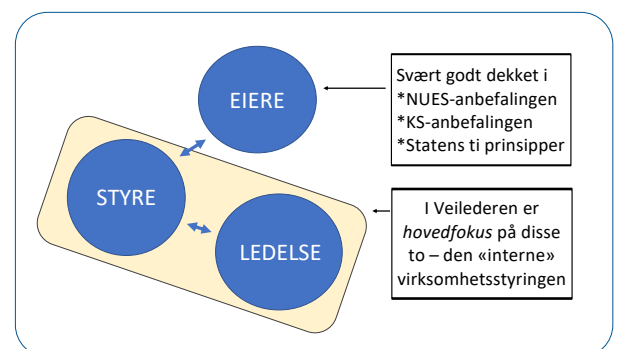 EIERE
Svært godt dekket i
*NUES-anbefalingen
*KS-anbefalingen
*Statens ti prinsipper
STYRE
LEDELSE
I Veilederen er
hovedfokus på disse
to – den «interne»
virksomhetsstyringen